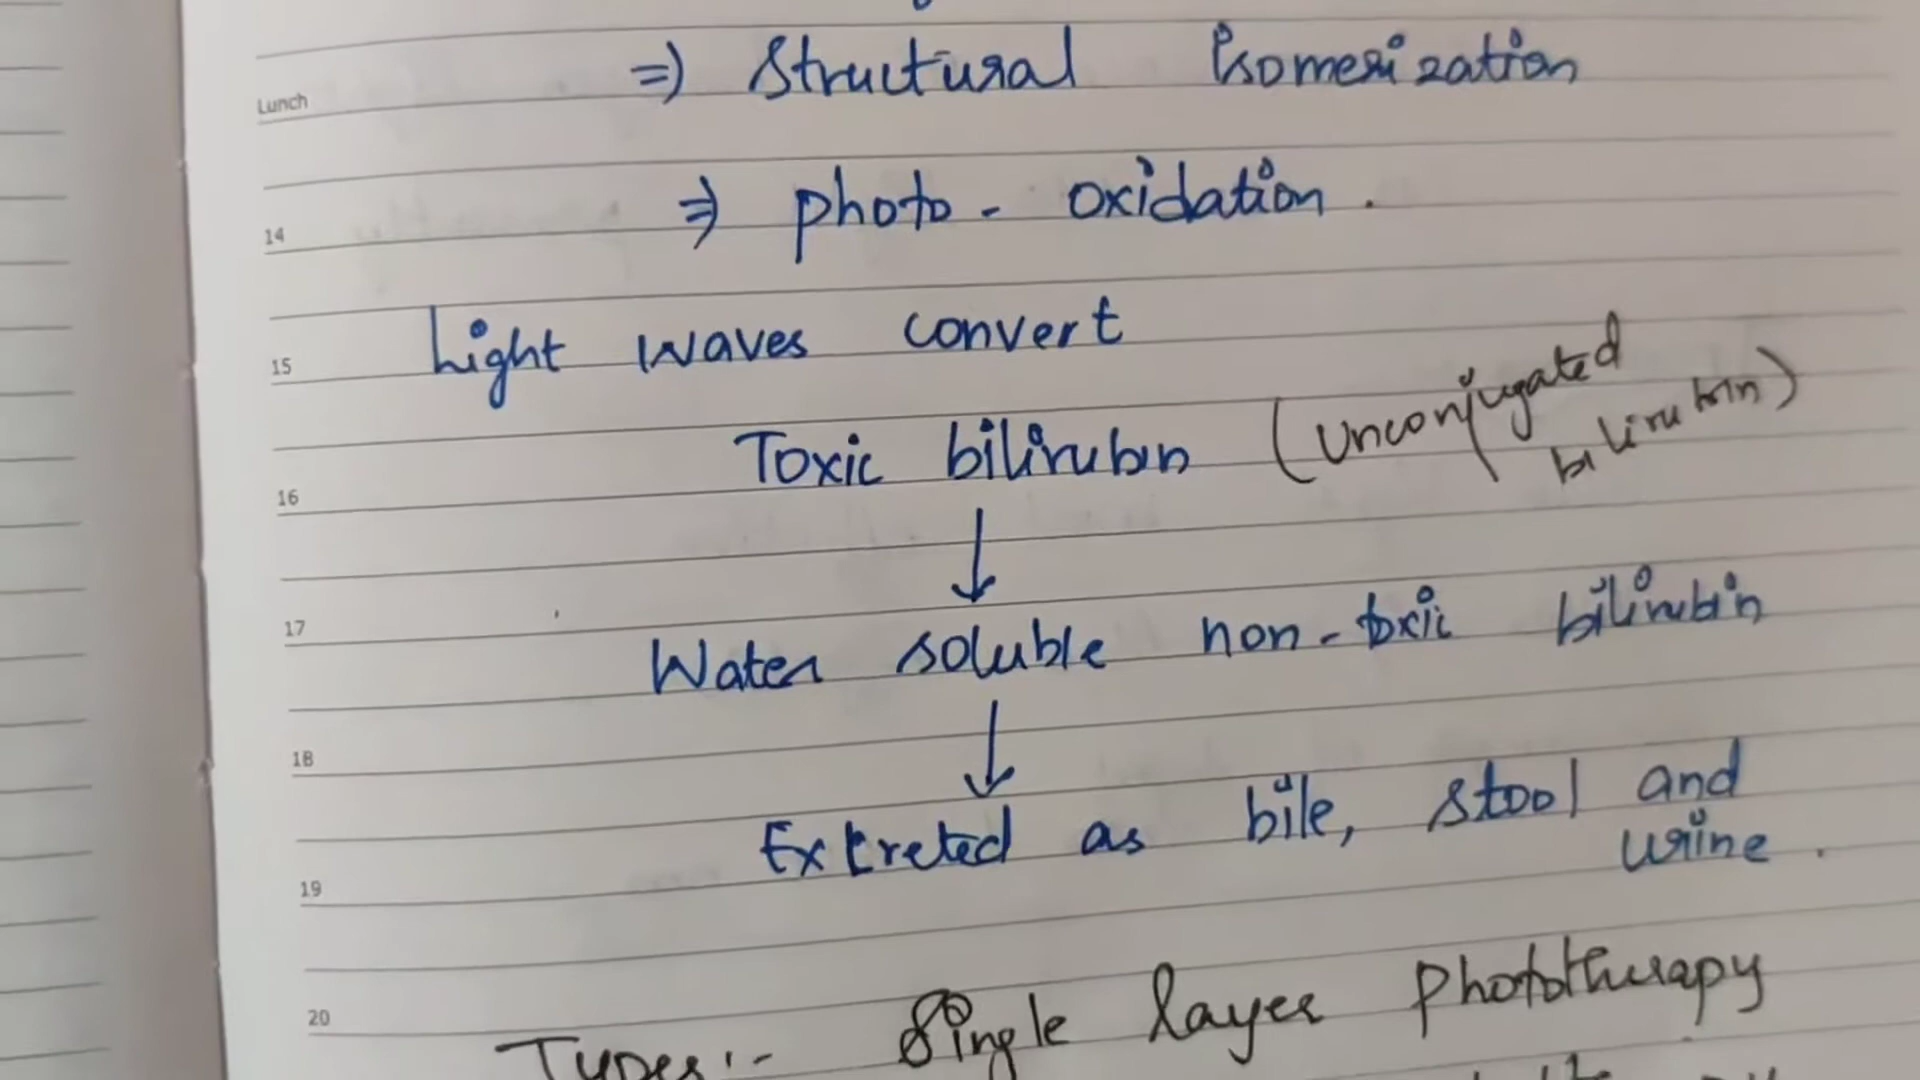 ⇒ Structural Isomerization
Lunch
⇒ photo - oxidation.
14
Light waves convert
15
Toxic bilirubin (Unconjugated
bilirubin)
16
↓
17
Water soluble non-toxic bilirubin
↓
18
Excreted as bile, stool and
urine.
19
20
Types:- Single layer Phototherapy